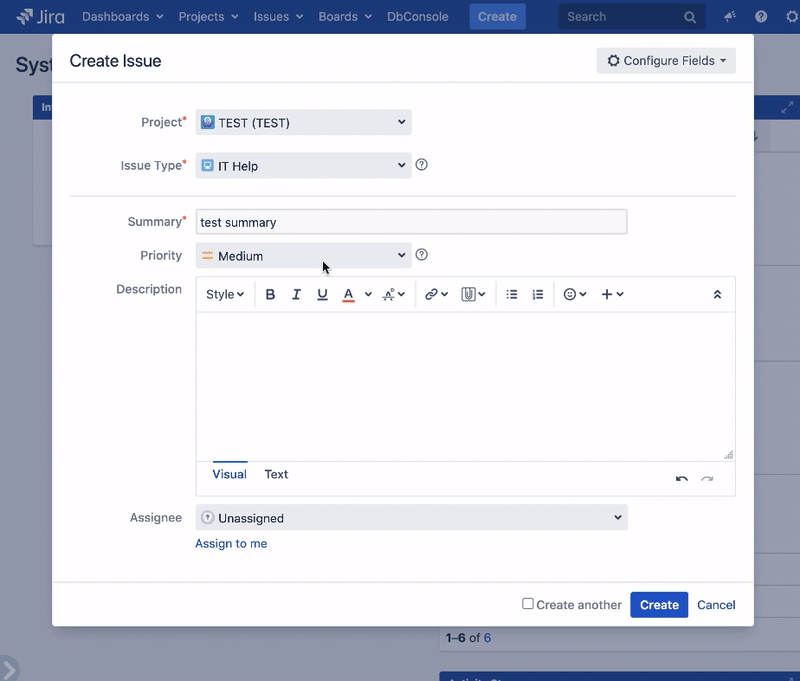 Jira Dashboards Projects Issues Boards DbConsole Create Search
Syst
Create Issue
Configure Fields
In
Project* TEST (TEST)
Issue Type* IT Help
Summary* test summary
Priority Medium
Description
Style B I U A
Visual Text
Assignee Unassigned
Assign to me
Create another Create Cancel
1–6 of 6